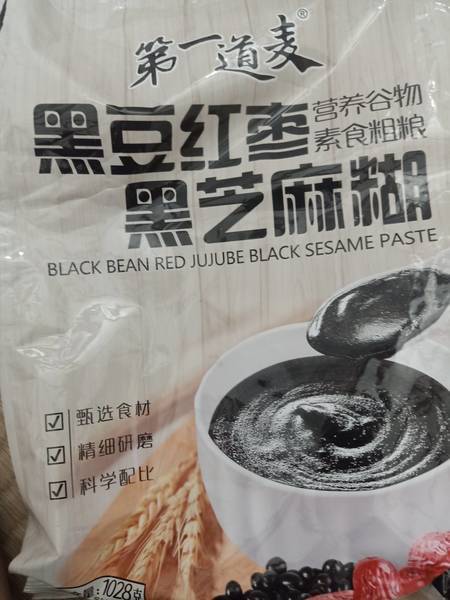 第一道麦®
黑豆红枣
营养谷物
素食粗粮
黑芝麻糊
BLACK BEAN RED JUJUBE BLACK SESAME PASTE
甄选食材
精细研磨
科学配比
量:1028克